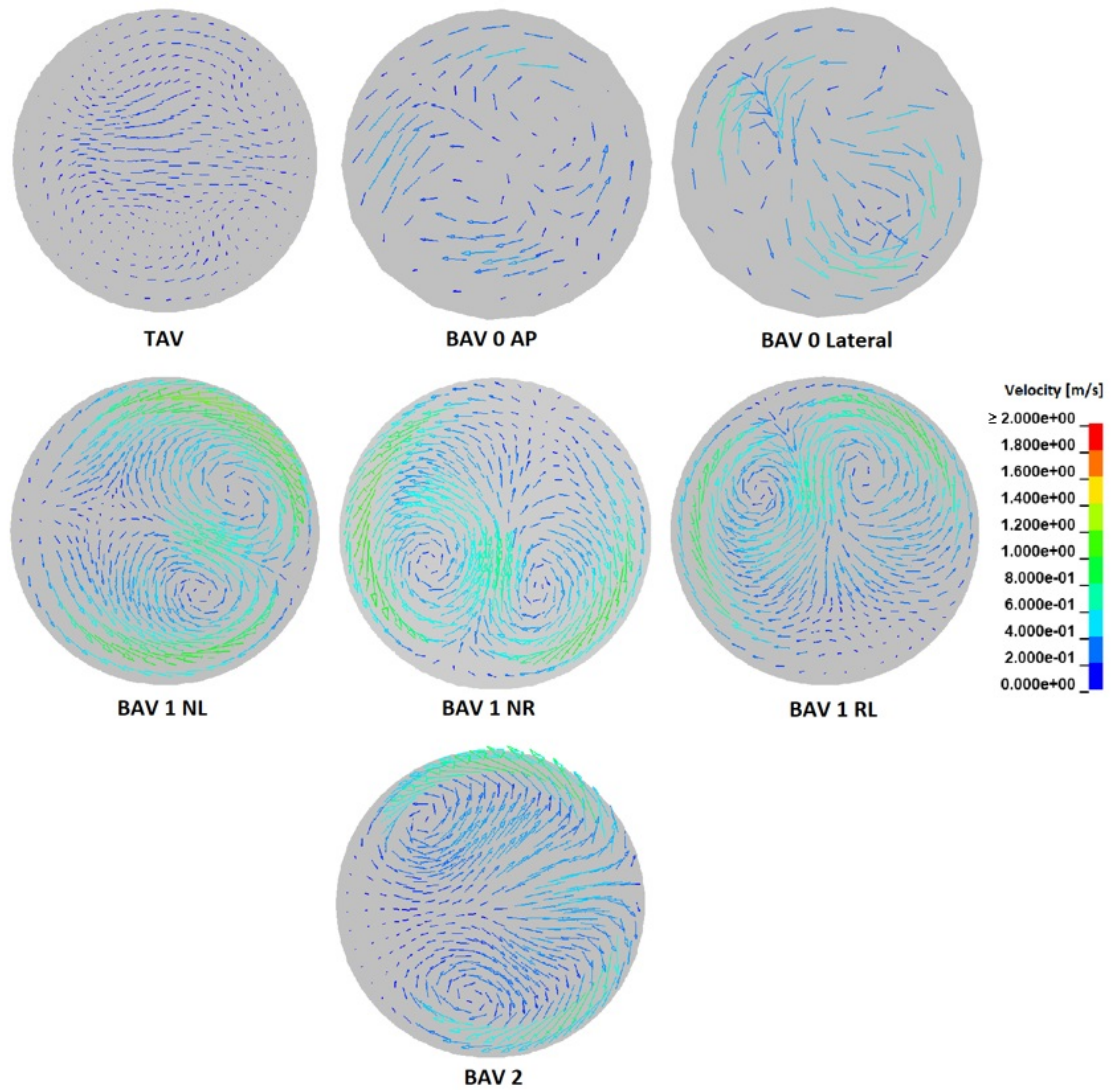 TAV
BAV 0 AP
BAV 0 Lateral
Velocity [m/s]
≥ 2.000e+00
1.800e+00
1.600e+00
1.400e+00
1.200e+00
1.000e+00
8.000e-01
6.000e-01
4.000e-01
2.000e-01
0.000e+00
BAV 1 NL
BAV 1 NR
BAV 1 RL
BAV 2